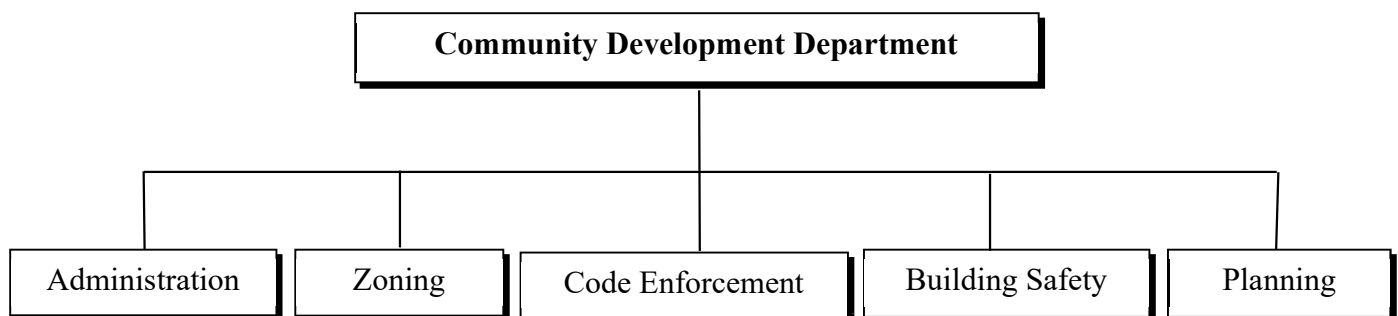 Community Development Department
Administration
Zoning
Code Enforcement
Building Safety
Planning